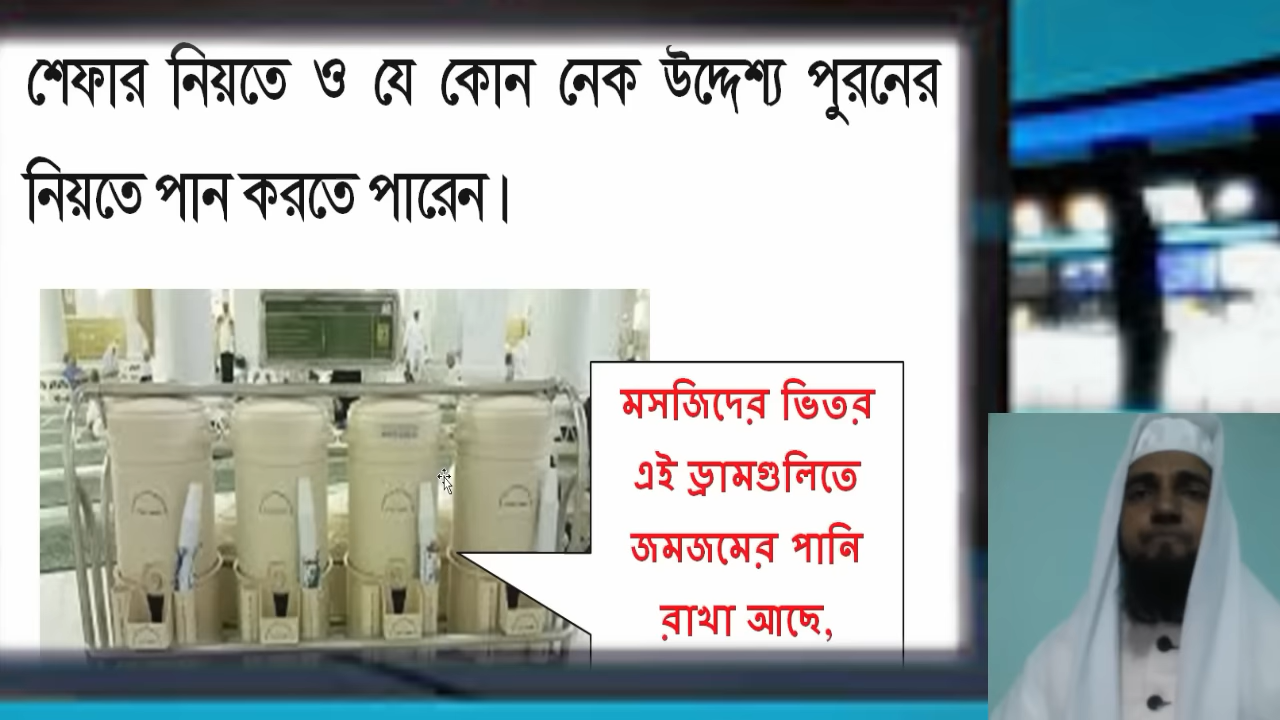 শেফার নিয়তে ও যে কোন নেক উদ্দেশ্য পুরনের
নিয়তে পান করতে পারেন।
মসজিদের ভিতর
এই ড্রামগুলিতে
জমজমের পানি
রাখা আছে,